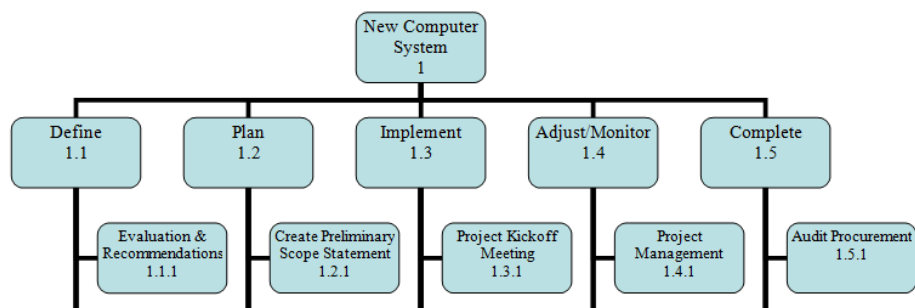 New Computer
System
1
Define
1.1
Plan
1.2
Implement
1.3
Adjust/Monitor
1.4
Complete
1.5
Evaluation &
Recommendations
1.1.1
Create Preliminary
Scope Statement
1.2.1
Project Kickoff
Meeting
1.3.1
Project
Management
1.4.1
Audit Procurement
1.5.1